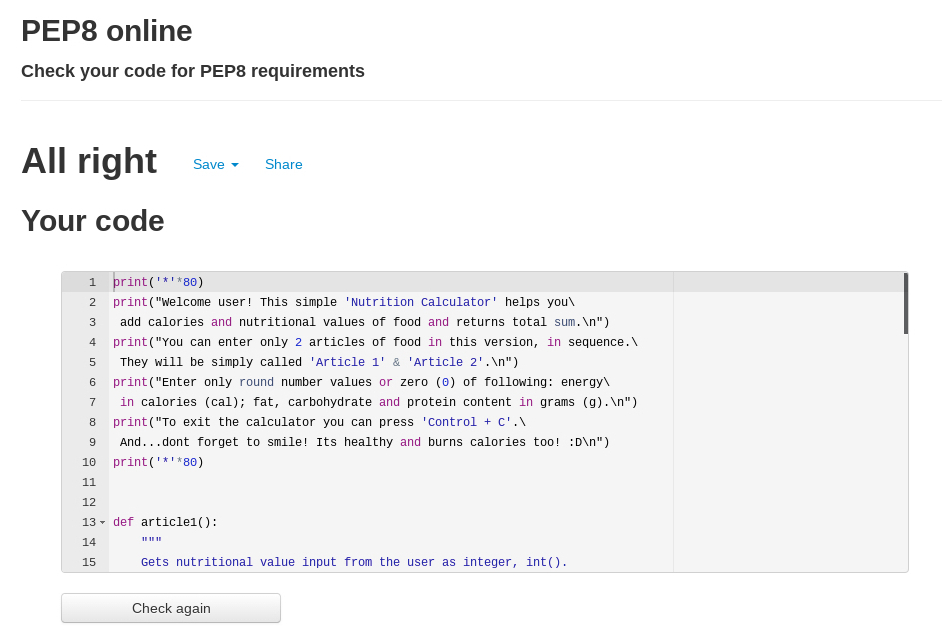 PEP8 online
Check your code for PEP8 requirements
All right Save Share
Your code
1 print('*'*80)
2 print("Welcome user! This simple 'Nutrition Calculator' helps you\
3  add calories and nutritional values of food and returns total sum.\n")
4 print("You can enter only 2 articles of food in this version, in sequence.\
5  They will be simply called 'Article 1' & 'Article 2'.\n")
6 print("Enter only round number values or zero (0) of following: energy\
7  in calories (cal); fat, carbohydrate and protein content in grams (g).\n")
8 print("To exit the calculator you can press 'Control + C'.\
9  And...dont forget to smile! Its healthy and burns calories too! :D\n")
10 print('*'*80)
11
12
13 def article1():
14     """
15     Gets nutritional value input from the user as integer, int().
Check again